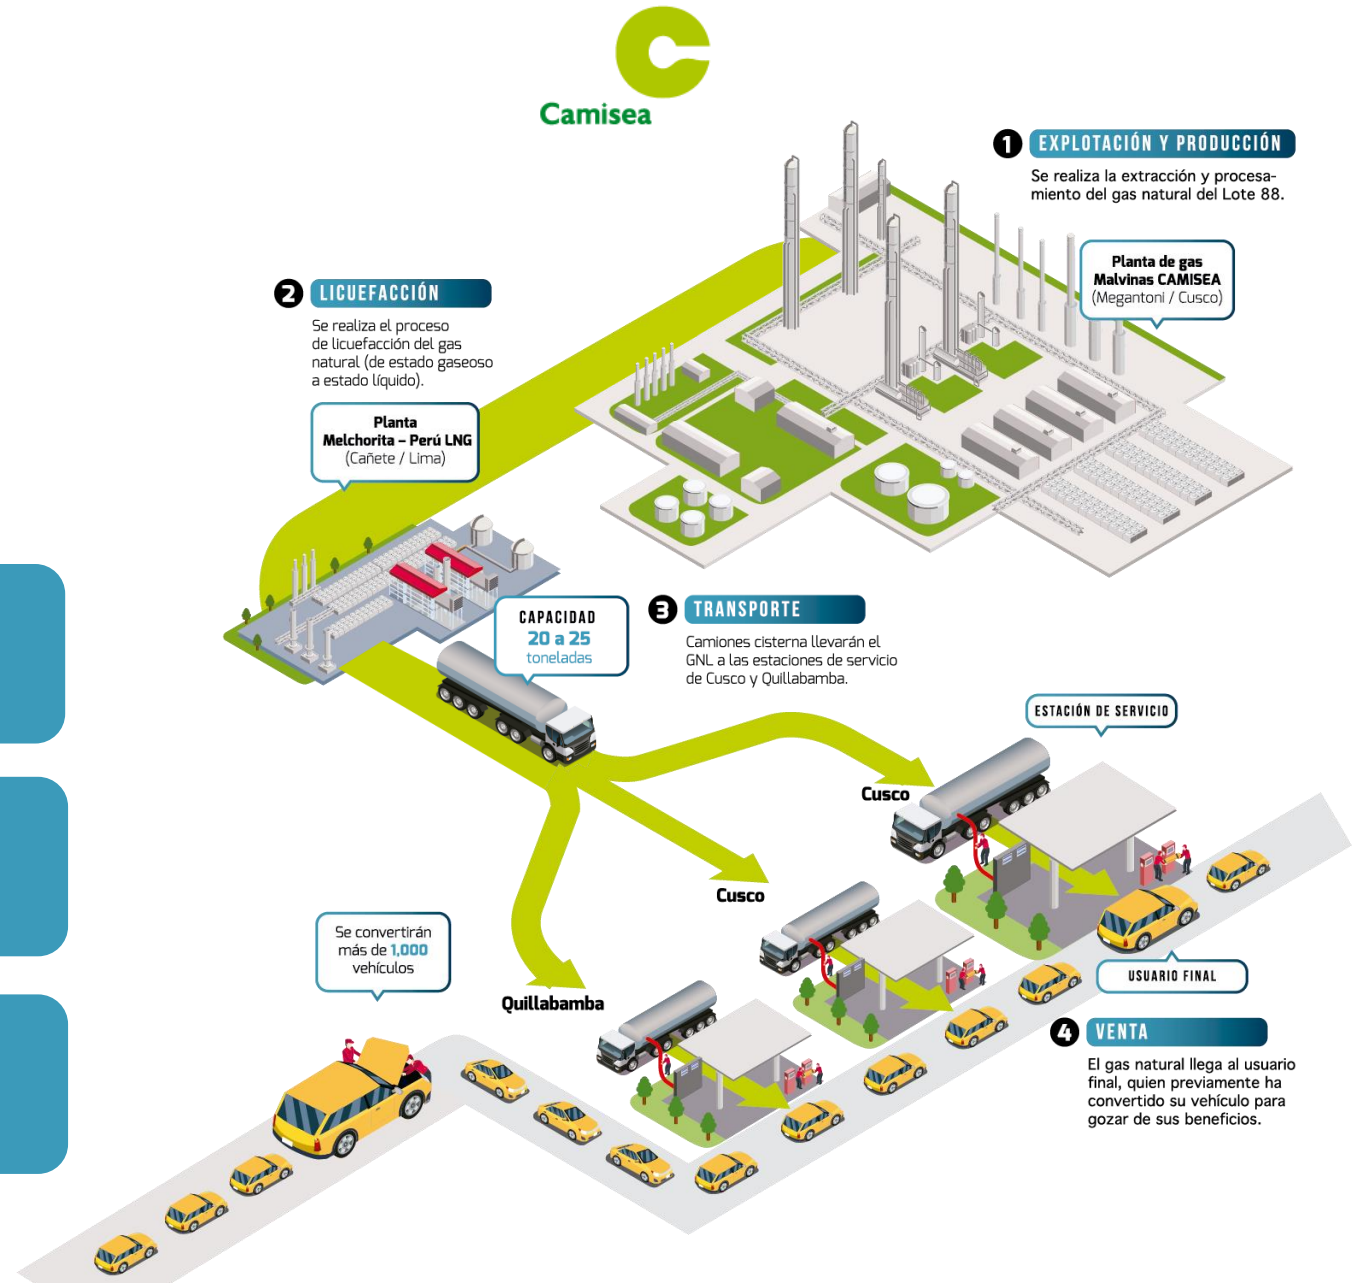 Camisea
1 EXPLOTACIÓN Y PRODUCCIÓN
Se realiza la extracción y procesa-
miento del gas natural del Lote 88.
Planta de gas
Malvinas CAMISEA
(Megantoni / Cusco)
2 LICUEFACCIÓN
Se realiza el proceso
de licuefacción del gas
natural (de estado gaseoso
a estado líquido).
Planta
Melchorita – Perú LNG
(Cañete / Lima)
CAPACIDAD
20 a 25
toneladas
3 TRANSPORTE
Camiones cisterna llevarán el
GNL a las estaciones de servicio
de Cusco y Quillabamba.
ESTACIÓN DE SERVICIO
Cusco
Cusco
Quillabamba
Se convertirán
más de 1,000
vehículos
USUARIO FINAL
4 VENTA
El gas natural llega al usuario
final, quien previamente ha
convertido su vehículo para
gozar de sus beneficios.